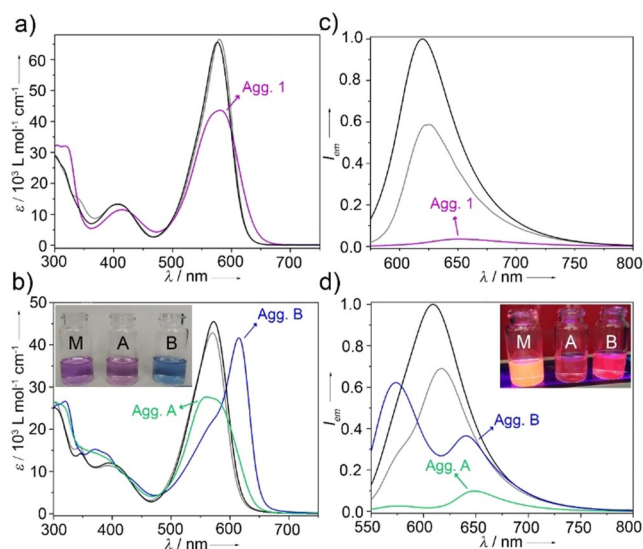 a)
ε / 10³ L mol⁻¹ cm⁻¹
60
50
40
30
20
10
0
Agg. 1
300 400 500 600 700
λ / nm
c)
I em
1.0
0.8
0.6
0.4
0.2
0.0
Agg. 1
600 650 700 750 800
λ / nm
b)
ε / 10³ L mol⁻¹ cm⁻¹
50
40
30
20
10
0
M A B
Agg. B
Agg. A
300 400 500 600 700
λ / nm
d)
I em
1.0
0.8
0.6
0.4
0.2
0.0
M A B
Agg. B
Agg. A
550 600 650 700 750 800
λ / nm